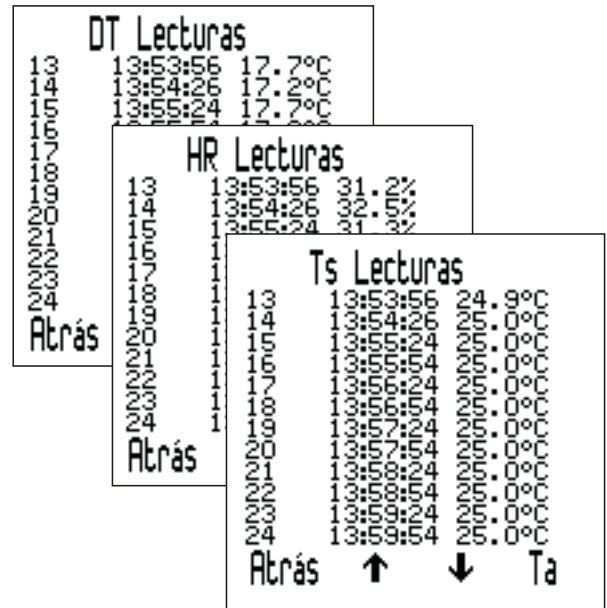 DT Lecturas
13 13:53:56 17.7°C
14 13:54:26 17.2°C
15 13:55:24 17.7°C
16
17
18
19
20
21
22
23
24
Atrás
HR Lecturas
13 13:53:56 31.2%
14 13:54:26 32.5%
15 13:55:24 31.3%
16
17
18
19
20
21
22
23
24
Atrás
Ts Lecturas
13 13:53:56 24.9°C
14 13:54:26 25.0°C
15 13:55:24 25.0°C
16 13:55:54 25.0°C
17 13:56:24 25.0°C
18 13:56:54 25.0°C
19 13:57:24 25.0°C
20 13:57:54 25.0°C
21 13:58:24 25.0°C
22 13:58:54 25.0°C
23 13:59:24 25.0°C
24 13:59:54 25.0°C
Atrás ↑ ↓ Ta